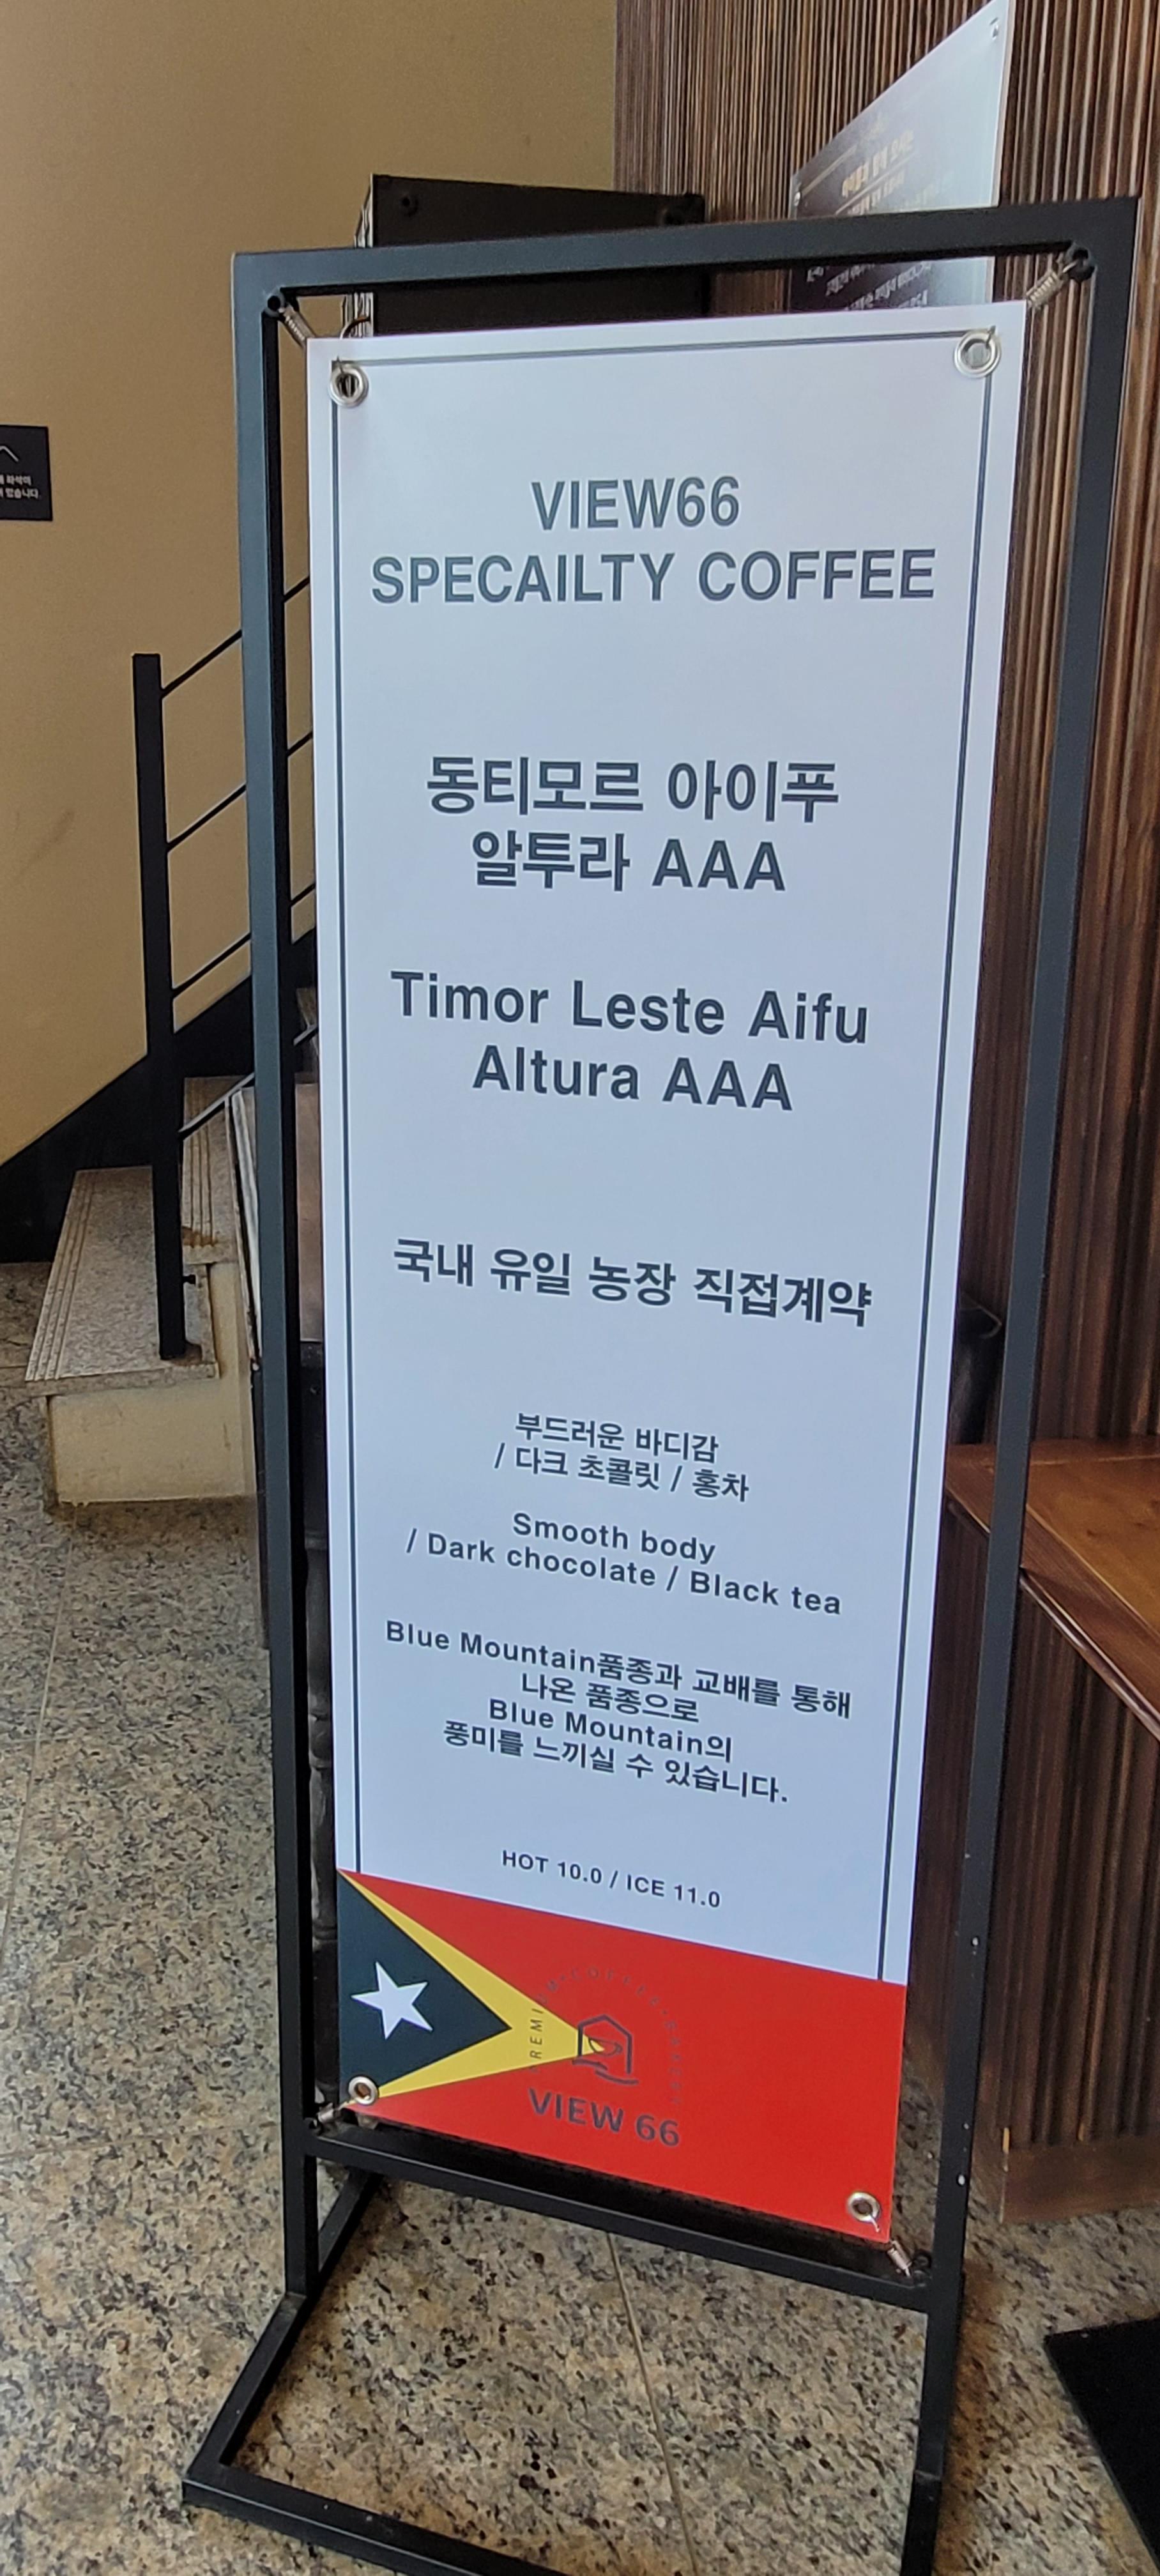 VIEW66
SPECAILTY COFFEE
동티모르 아이푸
알투라 AAA
Timor Leste Aifu
Altura AAA
국내 유일 농장 직접계약
부드러운 바디감
/ 다크 초콜릿 / 홍차
Smooth body
/ Dark chocolate / Black tea
Blue Mountain품종과 교배를 통해
나온 품종으로
Blue Mountain의
풍미를 느끼실 수 있습니다.
HOT 10.0 / ICE 11.0
VIEW 66